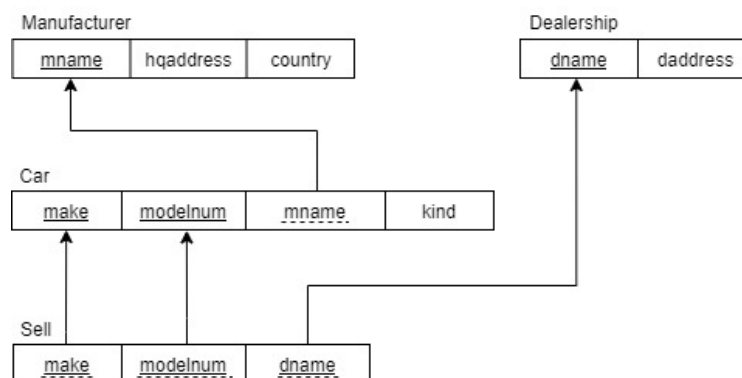 Manufacturer
mname hqaddress country
Dealership
dname daddress
Car
make modelnum mname kind
Sell
make modelnum dname